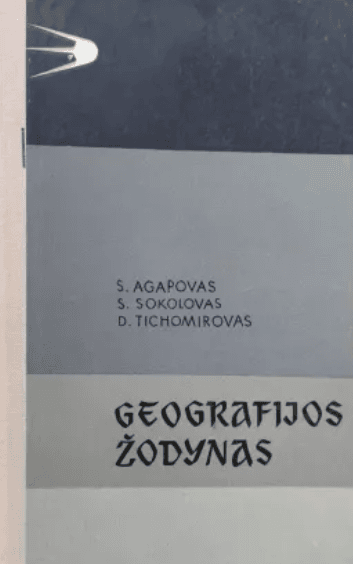 S. AGAPOVAS
S. SOKOLOVAS
D. TICHOMIROVAS
GEOGRAFIJOS
ŽODYNAS